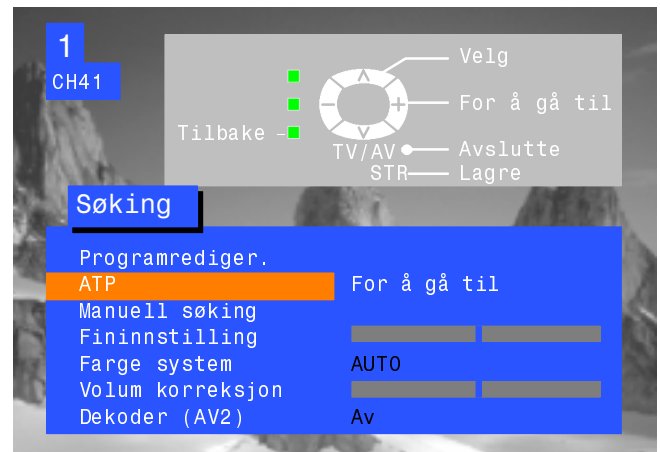 1
CH41
Velg
For å gå til
Tilbake
TV/AV Avslutte
STR Lagre
Søking
Programrediger.
ATP For å gå til
Manuell søking
Fininnstilling
Farge system AUTO
Volum korreksjon
Dekoder (AV2) Av